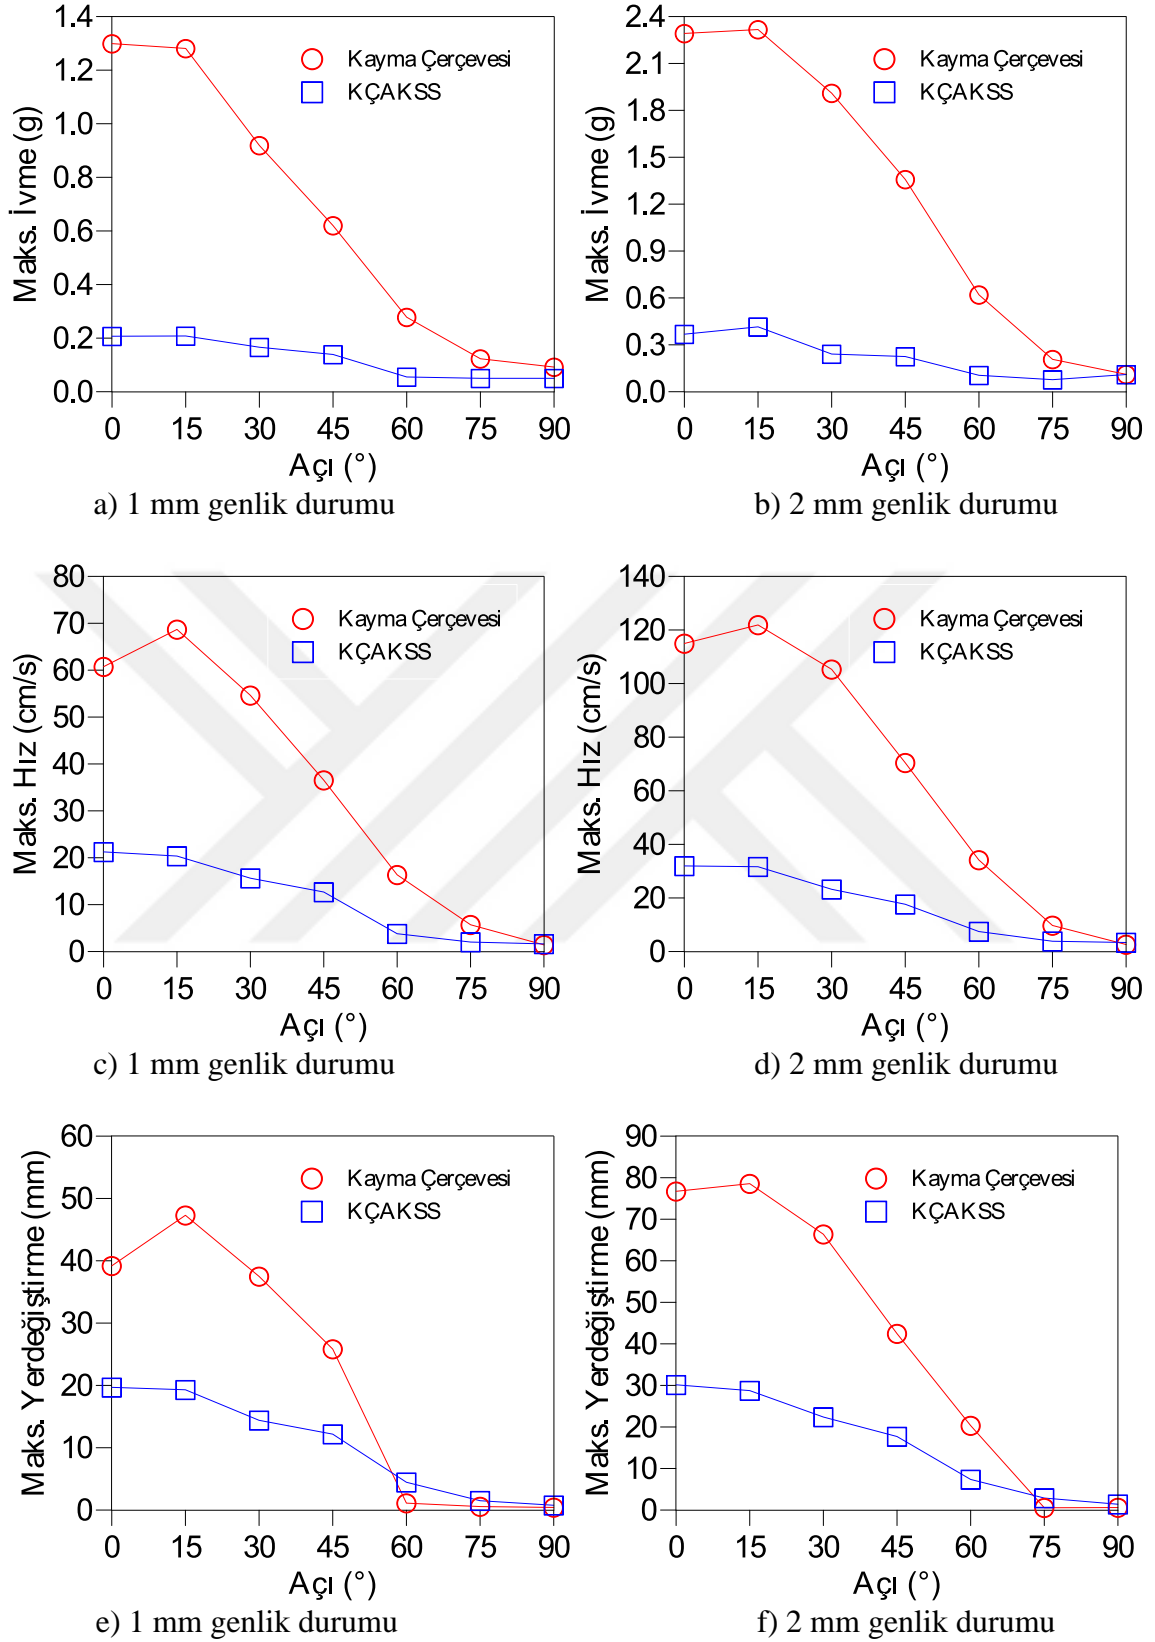 Maks. İvme (g)
1.4
1.2
1.0
0.8
0.6
0.4
0.2
0.0
Kayma Çerçevesi
KÇAKSS
0 15 30 45 60 75 90
Açı (°)
a) 1 mm genlik durumu
Maks. İvme (g)
2.4
2.1
1.8
1.5
1.2
0.9
0.6
0.3
0.0
Kayma Çerçevesi
KÇAKSS
0 15 30 45 60 75 90
Açı (°)
b) 2 mm genlik durumu
Maks. Hız (cm/s)
80
70
60
50
40
30
20
10
0
Kayma Çerçevesi
KÇAKSS
0 15 30 45 60 75 90
Açı (°)
c) 1 mm genlik durumu
Maks. Hız (cm/s)
140
120
100
80
60
40
20
0
Kayma Çerçevesi
KÇAKSS
0 15 30 45 60 75 90
Açı (°)
d) 2 mm genlik durumu
Maks. Yerdeğiştirme (mm)
60
50
40
30
20
10
0
Kayma Çerçevesi
KÇAKSS
0 15 30 45 60 75 90
Açı (°)
e) 1 mm genlik durumu
Maks. Yerdeğiştirme (mm)
90
80
70
60
50
40
30
20
10
0
Kayma Çerçevesi
KÇAKSS
0 15 30 45 60 75 90
Açı (°)
f) 2 mm genlik durumu